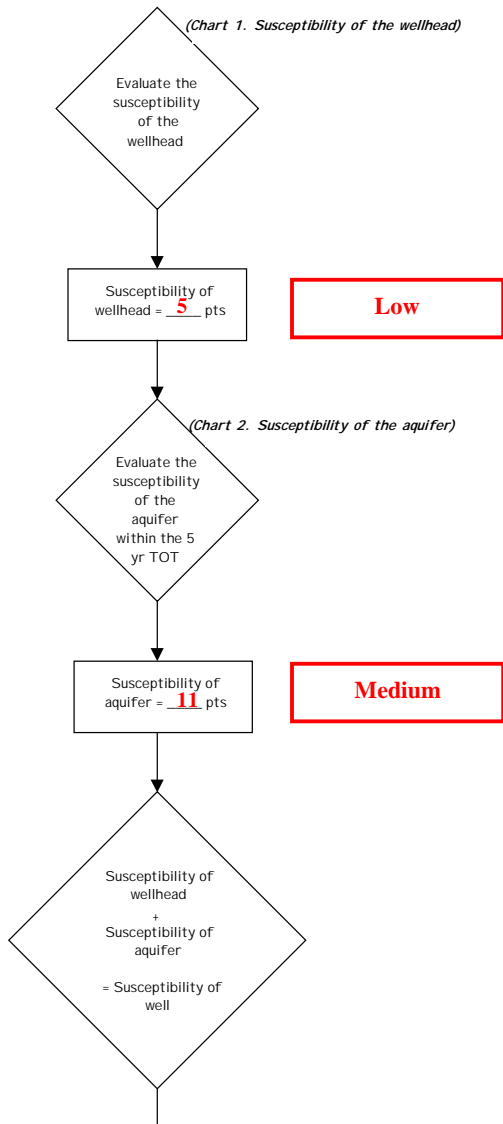 (Chart 1. Susceptibility of the wellhead)
Evaluate the
susceptibility
of the
wellhead
Susceptibility of
wellhead = __5__ pts
Low
(Chart 2. Susceptibility of the aquifer)
Evaluate the
susceptibility
of the
aquifer
within the 5
yr TOT
Susceptibility of
aquifer = __11__ pts
Medium
Susceptibility of
wellhead
+
Susceptibility of
aquifer
= Susceptibility of
well